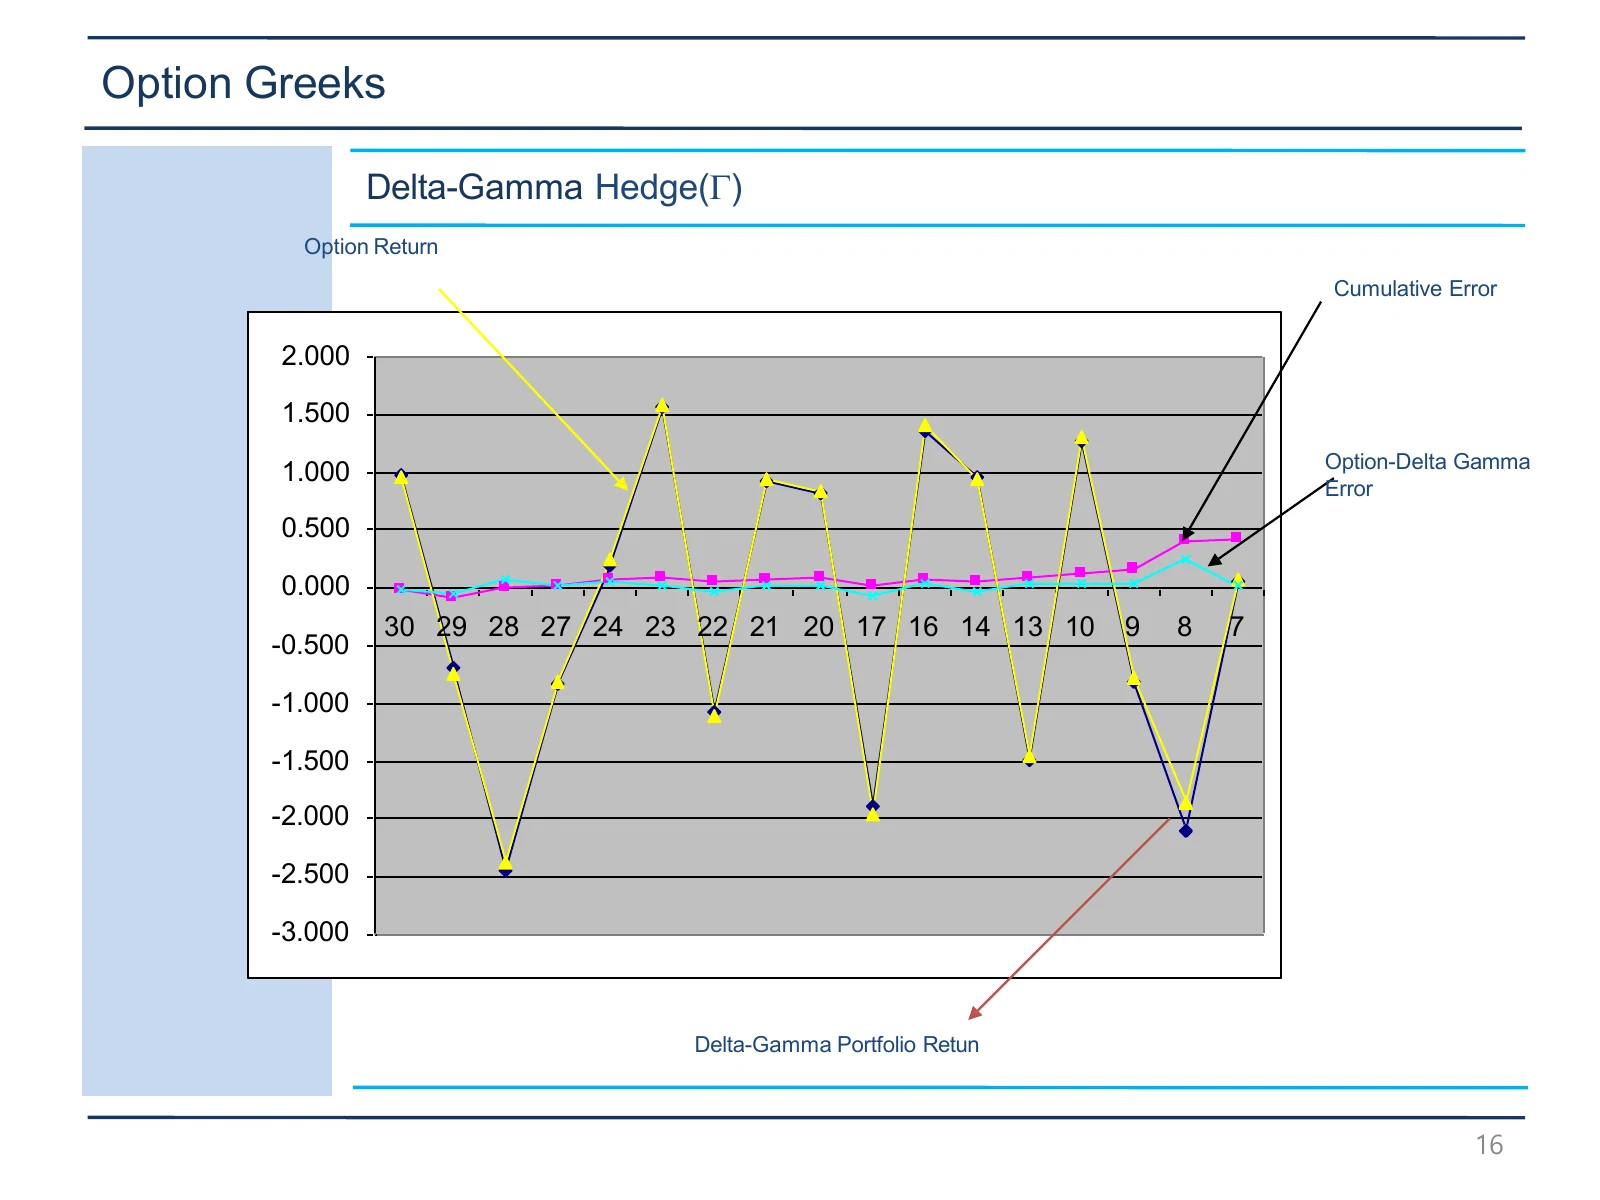 Option Greeks
Delta-Gamma Hedge(Γ)
Option Return
Cumulative Error
Option-Delta Gamma
Error
2.000
1.500
1.000
0.500
0.000
30 29 28 27 24 23 22 21 20 17 16 14 13 10 9 8 7
-0.500
-1.000
-1.500
-2.000
-2.500
-3.000
Delta-Gamma Portfolio Retun
16